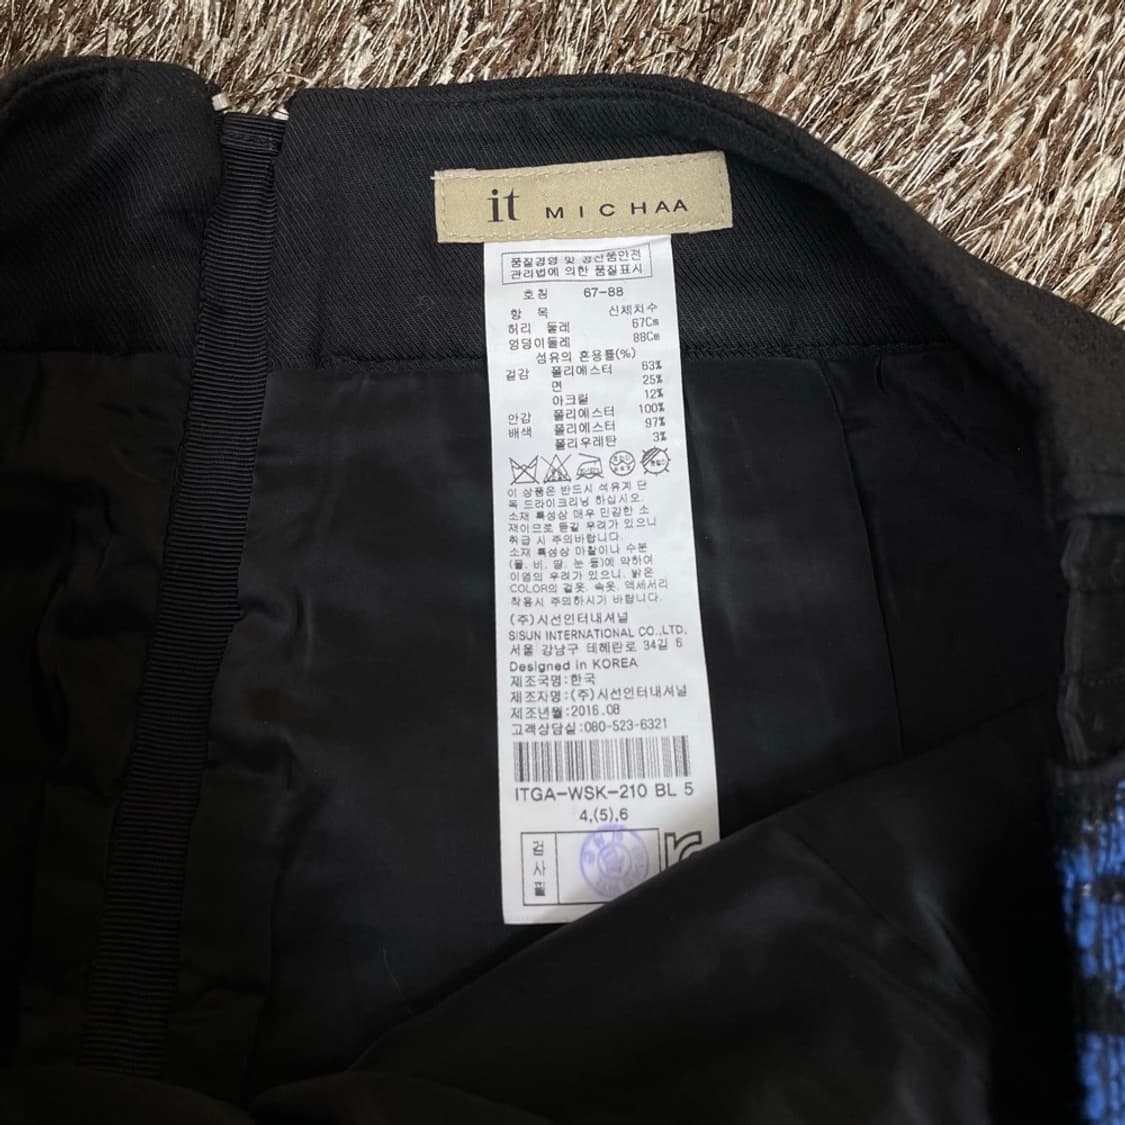 it MICHAA
품질경영 및 공산품안전
관리법에 의한 품질표시
호칭 67-88
항 목 신체치수
허리 둘레 67Cm
엉덩이둘레 88Cm
섬유의 혼용률(%)
겉감 폴리에스터 63%
면 25%
아크릴 12%
안감 폴리에스터 100%
배색 폴리에스터 97%
폴리우레탄 3%
이 상품은 반드시 석유계 단
독 드라이크리닝 하십시오.
소재 특성상 매우 민감한 소
재이므로 뜯길 우려가 있으니
취급 시 주의바랍니다.
소재 특성상 마찰이나 수분
(물, 비, 땀, 눈 등)에 약하여
이염의 우려가 있으니, 밝은
COLOR의 겉옷, 속옷, 액세서리
착용시 주의하시기 바랍니다.
(주)시선인터내셔널
SISUN INTERNATIONAL CO.,LTD.
서울 강남구 테헤란로 34길 6
Designed in KOREA
제조국명:한국
제조자명:(주)시선인터내셔널
제조년월:2016.08
고객상담실:080-523-6321
ITGA-WSK-210 BL 5
4,(5),6
검
사
필